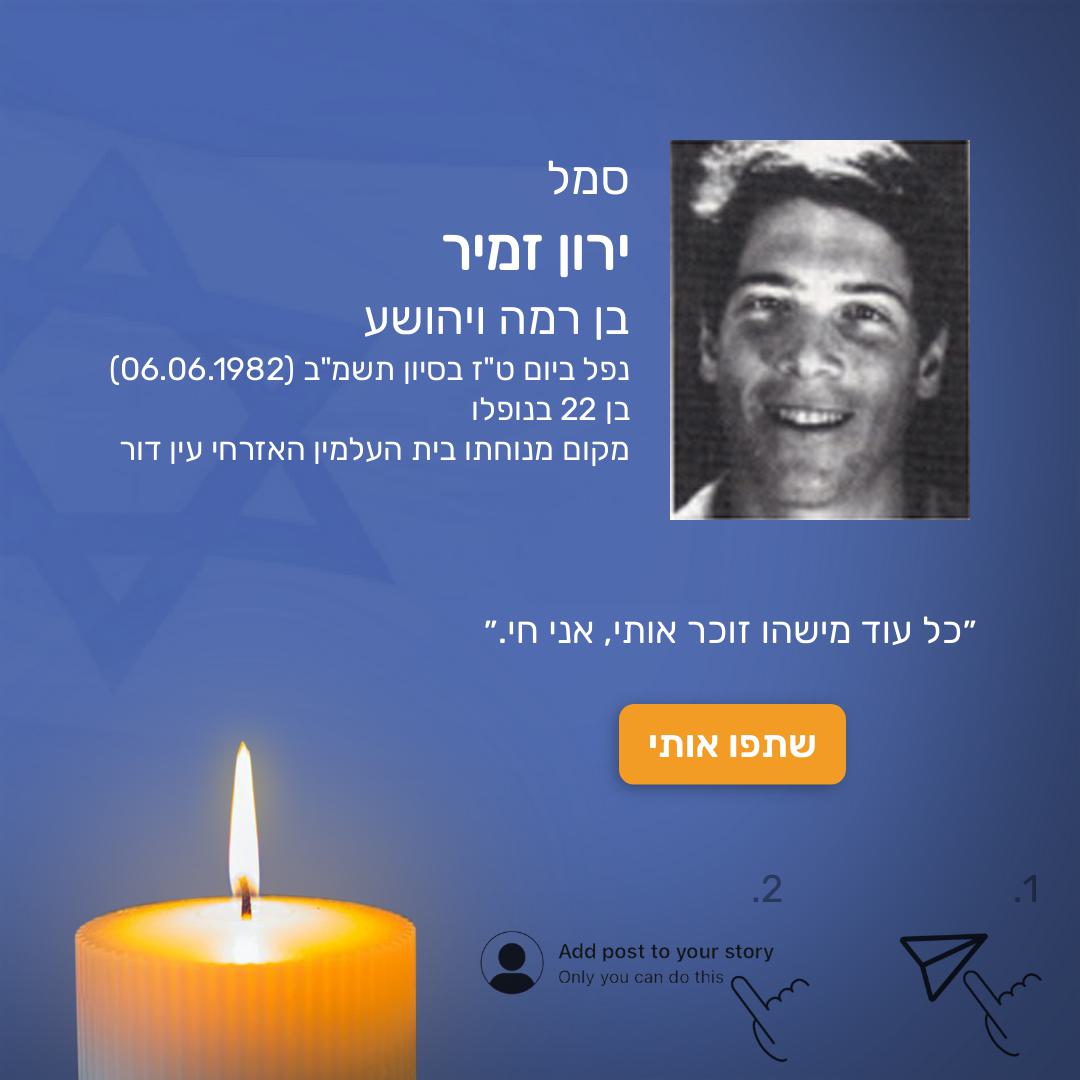 סמל
ירון זמיר
בן רמה ויהושע
נפל ביום ט"ז בסיון תשמ"ב (06.06.1982)
בן 22 בנופלו
מקום מנוחתו בית העלמין האזרחי עין דור
״כל עוד מישהו זוכר אותי, אני חי.״
שתפו אותי
.1
.2
Add post to your story
Only you can do this